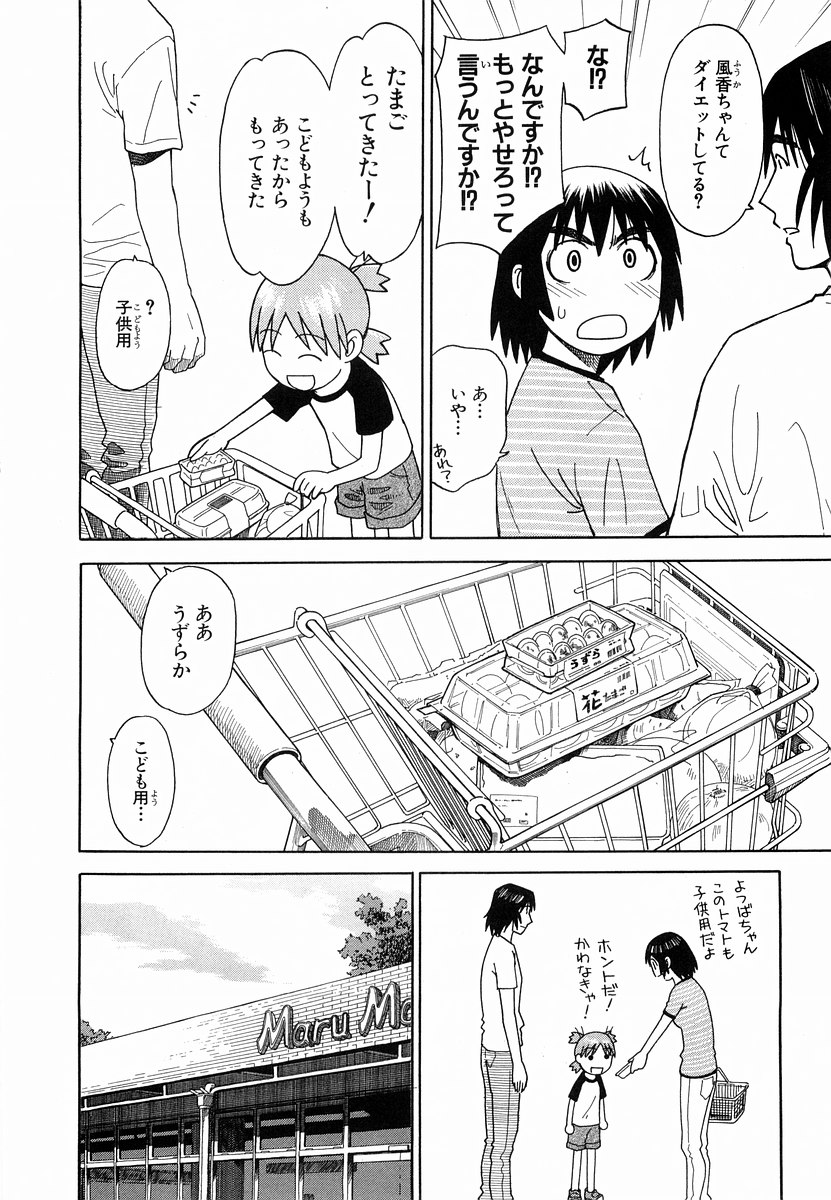 風香ちゃんて
ダイエットしてる？
な!?
なんですか!?
もっとやせろって
言うんですか!?
あ…
いや…
あれ？
たまご
とってきたー！
こどもようも
あったから
もってきた
？
子供用
ああ
うずらか
こども用…
うずら
花たまご。
よつばちゃん
このトマトも
子供用だよ
ホントだ！
かわなきゃ！
Maru Ma